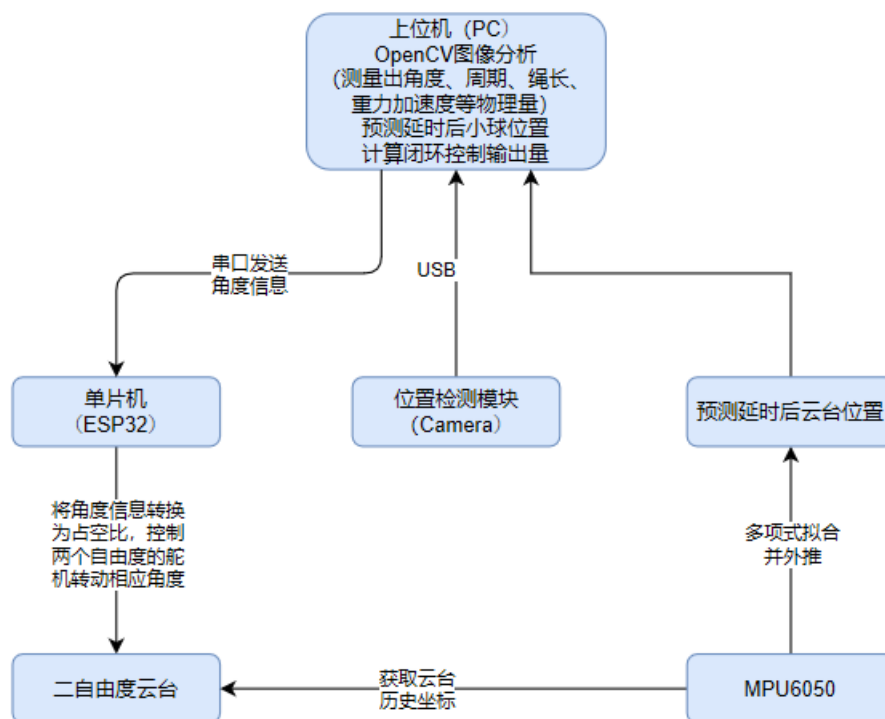 上位机（PC）
OpenCV图像分析
（测量出角度、周期、绳长、
重力加速度等物理量）
预测延时后小球位置
计算闭环控制输出量
串口发送
角度信息
USB
单片机
（ESP32）
位置检测模块
(Camera）
预测延时后云台位置
将角度信息转换
为占空比，控制
两个自由度的舵
机转动相应角度
多项式拟合
并外推
二自由度云台
获取云台
历史坐标
MPU6050